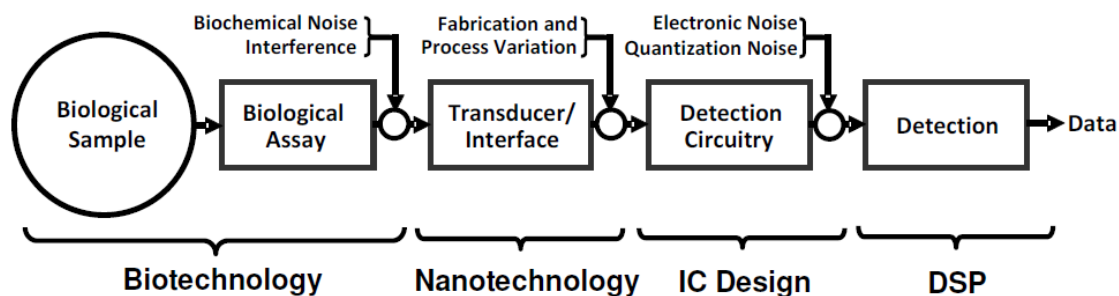 Biochemical Noise
Interference
Fabrication and
Process Variation
Electronic Noise
Quantization Noise
Biological
Sample
Biological
Assay
Transducer/
Interface
Detection
Circuitry
Detection
Data
Biotechnology
Nanotechnology
IC Design
DSP